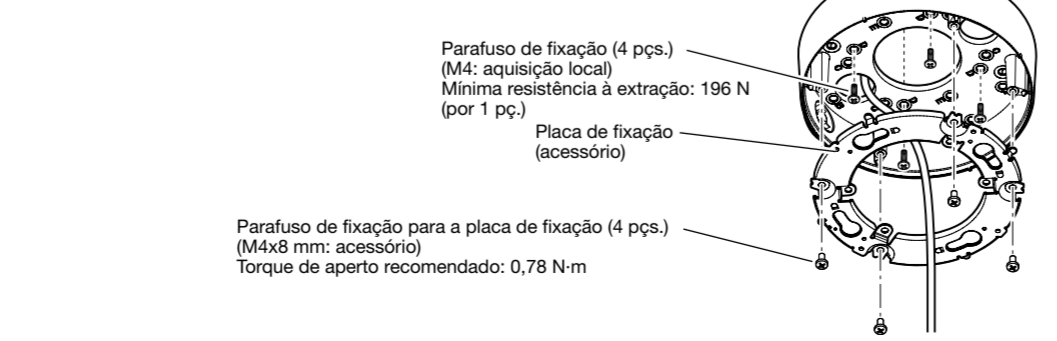 Parafuso de fixação (4 pçs.)
(M4: aquisição local)
Mínima resistência à extração: 196 N
(por 1 pç.)
Placa de fixação
(acessório)
Parafuso de fixação para a placa de fixação (4 pçs.)
(M4x8 mm: acessório)
Torque de aperto recomendado: 0,78 N·m